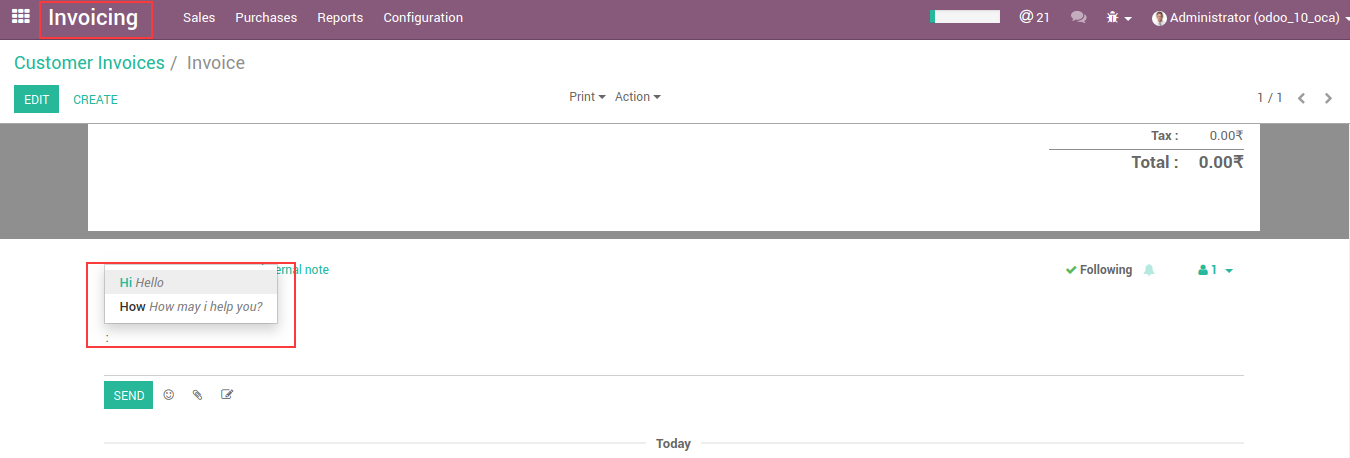 Invoicing Sales Purchases Reports Configuration @ 21 Administrator (odoo_10_oca)
Customer Invoices / Invoice
EDIT CREATE Print Action 1 / 1
Tax : 0.00₹
Total : 0.00₹
ernal note Following 1
Hi Hello
How How may i help you?
:
SEND
Today